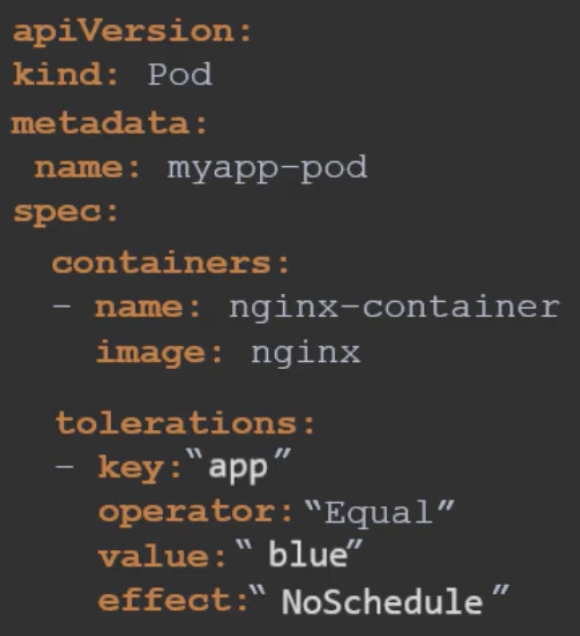 apiVersion:
kind: Pod
metadata:
 name: myapp-pod
spec:
  containers:
  - name: nginx-container
    image: nginx
  tolerations:
  - key:“app”
    operator:“Equal”
    value:“ blue”
    effect:“ NoSchedule ”